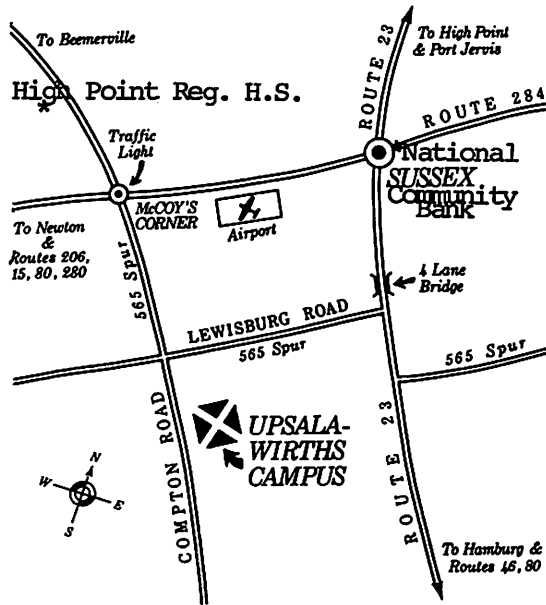 To Beemerville
ROUTE 23
To High Point
& Port Jervis
High Point Reg. H.S.
*
ROUTE 284
Traffic
Light
*National
SUSSEX
Community
Bank
McCOY'S
CORNER
Airport
To Newton
&
Routes 206,
15, 80, 280
565 Spur
4 Lane
Bridge
LEWISBURG ROAD
565 Spur
565 Spur
UPSALA-
WIRTHS
CAMPUS
COMPTON ROAD
ROUTE 23
N
W
E
S
To Hamburg &
Routes 46, 80